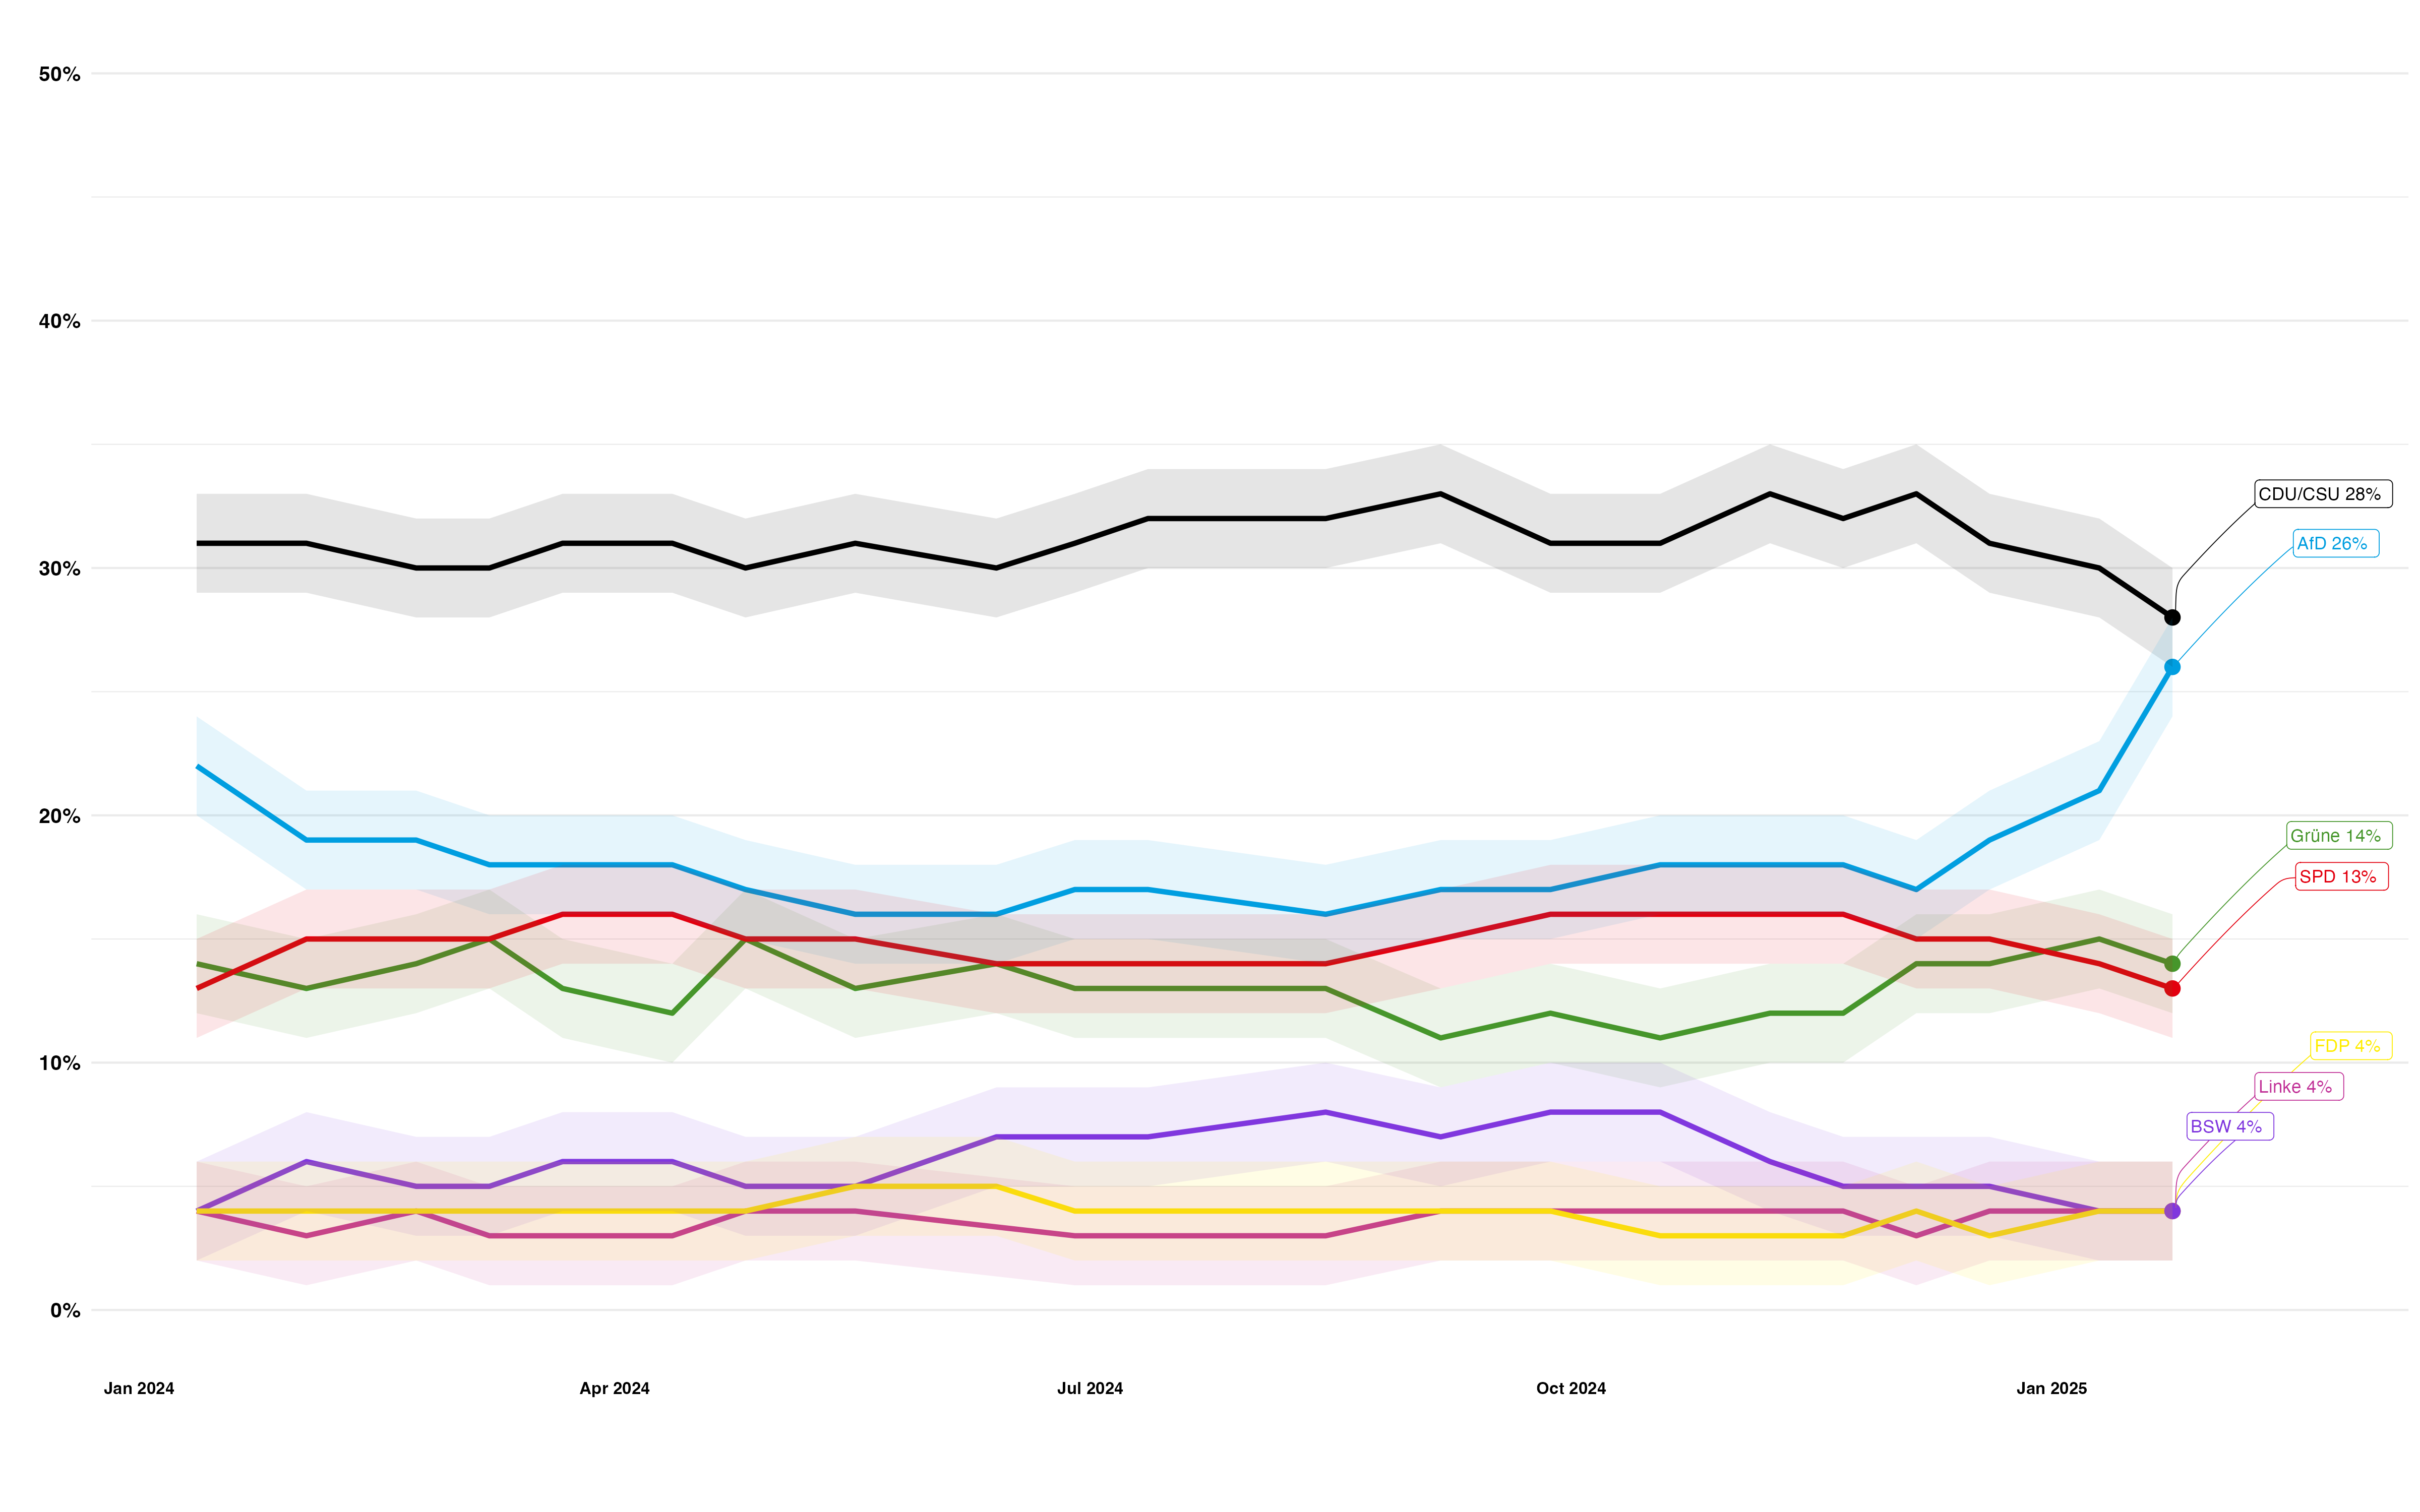 50%
40%
30%
20%
10%
0%
CDU/CSU 28%
AfD 26%
Grüne 14%
SPD 13%
FDP 4%
Linke 4%
BSW 4%
Jan 2024
Apr 2024
Jul 2024
Oct 2024
Jan 2025